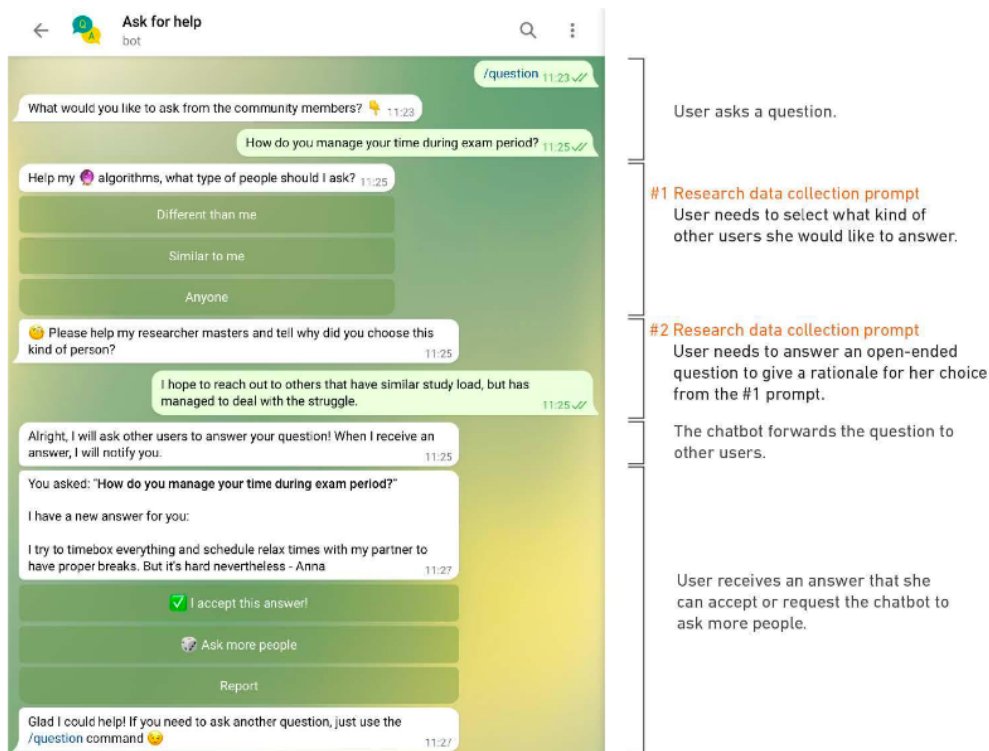 Ask for help
bot
/question 11:23
What would you like to ask from the community members? 👇 11:23
How do you manage your time during exam period? 11:25
Help my 🔮 algorithms, what type of people should I ask? 11:25
Different than me
Similar to me
Anyone
🧐 Please help my researcher masters and tell why did you choose this
kind of person?
11:25
I hope to reach out to others that have similar study load, but has
managed to deal with the struggle.
11:25
Alright, I will ask other users to answer your question! When I receive an
answer, I will notify you.
11:25
You asked: "How do you manage your time during exam period?"
I have a new answer for you:
I try to timebox everything and schedule relax times with my partner to
have proper breaks. But it's hard nevertheless - Anna
11:27
✅ I accept this answer!
🎲 Ask more people
Report
Glad I could help! If you need to ask another question, just use the
/question command 😉
11:27
User asks a question.
#1 Research data collection prompt
User needs to select what kind of
other users she would like to answer.
#2 Research data collection prompt
User needs to answer an open-ended
question to give a rationale for her choice
from the #1 prompt.
The chatbot forwards the question to
other users.
User receives an answer that she
can accept or request the chatbot to
ask more people.
Q
A